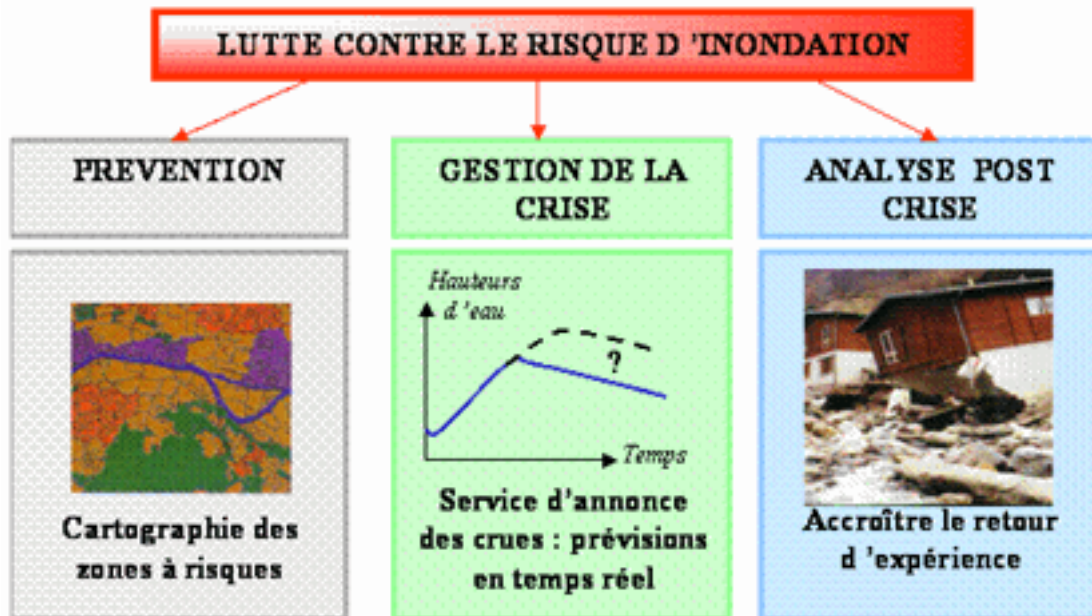 LUTTE CONTRE LE RISQUE D 'INONDATION
PREVENTION
GESTION DE LA
CRISE
ANALYSE POST
CRISE
Cartographie des
zones à risques
Hauteurs
d 'eau
?
Temps
Service d'annonce
des crues : prévisions
en temps réel
Accroître le retour
d 'expérience